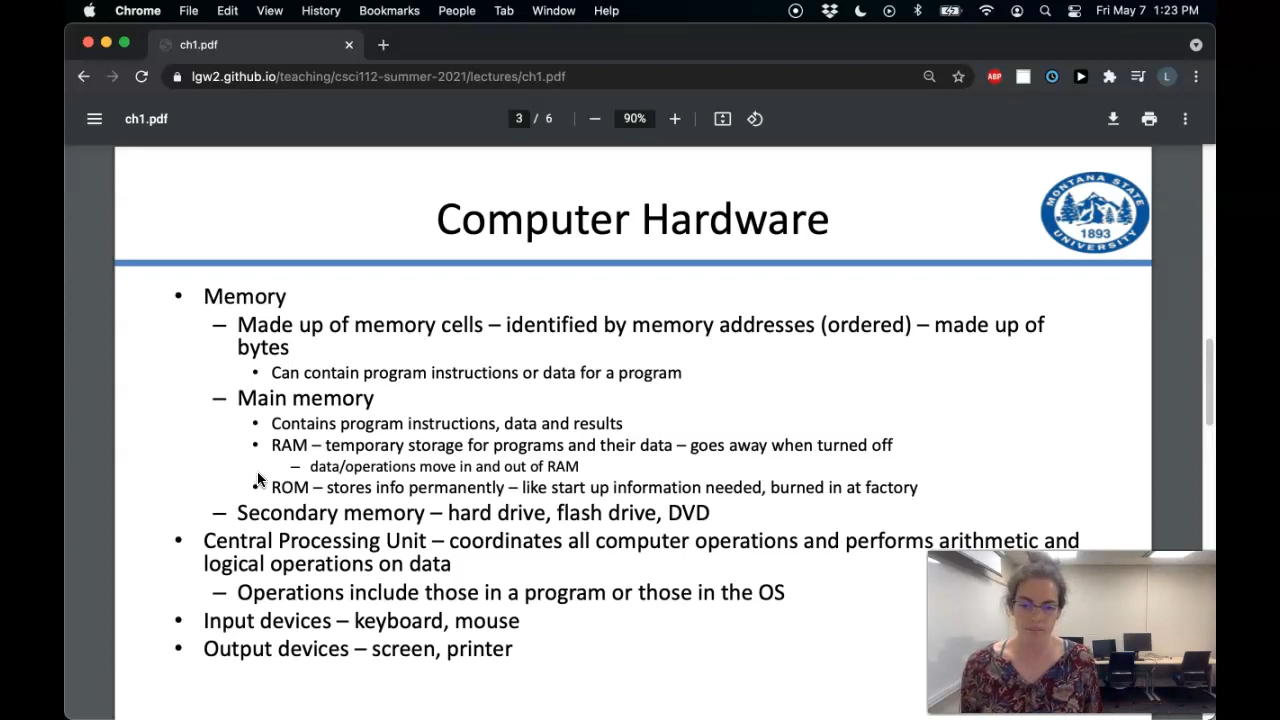 Chrome File Edit View History Bookmarks People Tab Window Help Fri May 7 1:23 PM
ch1.pdf
lgw2.github.io/teaching/csci112-summer-2021/lectures/ch1.pdf ABP L
ch1.pdf 3 / 6 90%
Computer Hardware
MONTANA STATE UNIVERSITY
1893
• Memory
– Made up of memory cells – identified by memory addresses (ordered) – made up of
bytes
• Can contain program instructions or data for a program
– Main memory
• Contains program instructions, data and results
• RAM – temporary storage for programs and their data – goes away when turned off
– data/operations move in and out of RAM
• ROM – stores info permanently – like start up information needed, burned in at factory
– Secondary memory – hard drive, flash drive, DVD
• Central Processing Unit – coordinates all computer operations and performs arithmetic and
logical operations on data
– Operations include those in a program or those in the OS
• Input devices – keyboard, mouse
• Output devices – screen, printer